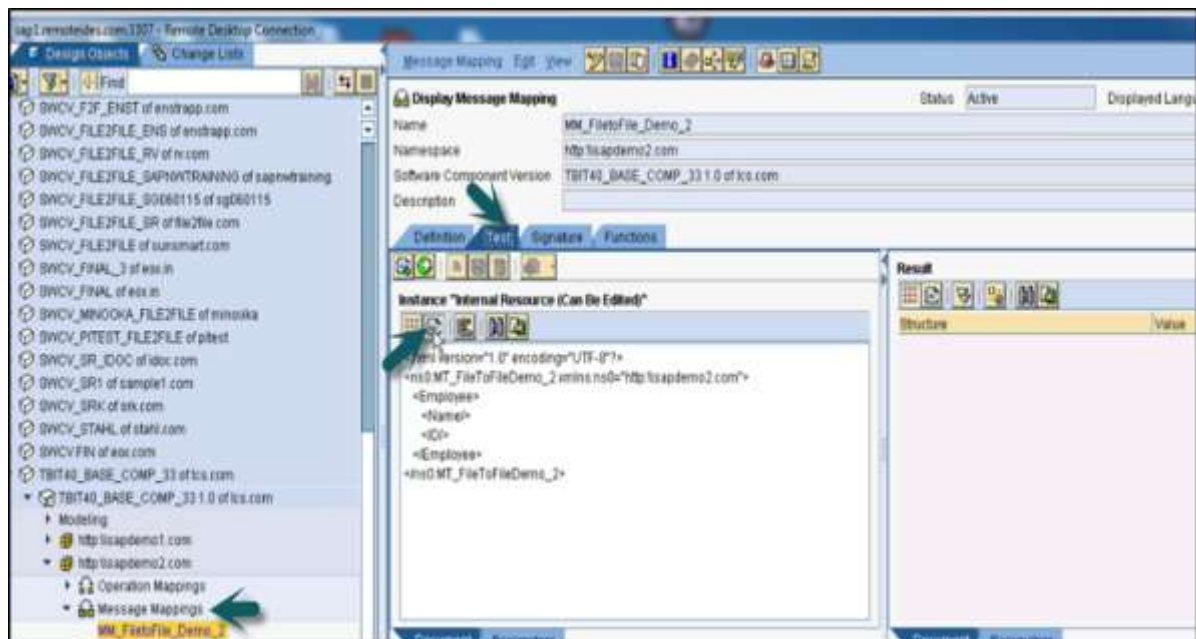 sap1.remoteides.com:3307 - Remote Desktop Connection
Design Objects Change Lists
Find
SWCV_F2F_ENST of enstrapp.com
SWCV_FILE2FILE_ENS of enstrapp.com
SWCV_FILE2FILE_RV of rv.com
SWCV_FILE2FILE_SAPNWTRAINING of sapnwtraining
SWCV_FILE2FILE_SG060115 of sg060115
SWCV_FILE2FILE_SR of file2file.com
SWCV_FILE2FILE of sunsmart.com
SWCV_FINAL_3 of eox.in
SWCV_FINAL of eox.in
SWCV_MINOOKA_FILE2FILE of minooka
SWCV_PITEST_FILE2FILE of pitest
SWCV_SR_IDOC of idoc.com
SWCV_SR1 of sample1.com
SWCV_SRK of srk.com
SWCV_STAHL of stahl.com
SWCVFIN of eox.com
TBIT40_BASE_COMP_33 of tcs.com
TBIT40_BASE_COMP_33 1.0 of tcs.com
Modeling
http:\\sapdemo1.com
http:\\sapdemo2.com
Operation Mappings
Message Mappings
MM_FiletoFile_Demo_2
Message Mapping Edit View
Display Message Mapping Status Active Displayed Langu
Name MM_FiletoFile_Demo_2
Namespace http:\\sapdemo2.com
Software Component Version TBIT40_BASE_COMP_33 1.0 of tcs.com
Description
Definition Test Signature Functions
Instance "Internal Resource (Can Be Edited)"
<?xml version="1.0" encoding="UTF-8"?>
<ns0:MT_FileToFileDemo_2 xmlns:ns0="http:\\sapdemo2.com">
<Employee>
<Name/>
<ID/>
</Employee>
</ns0:MT_FileToFileDemo_2>
Result
Structure Value